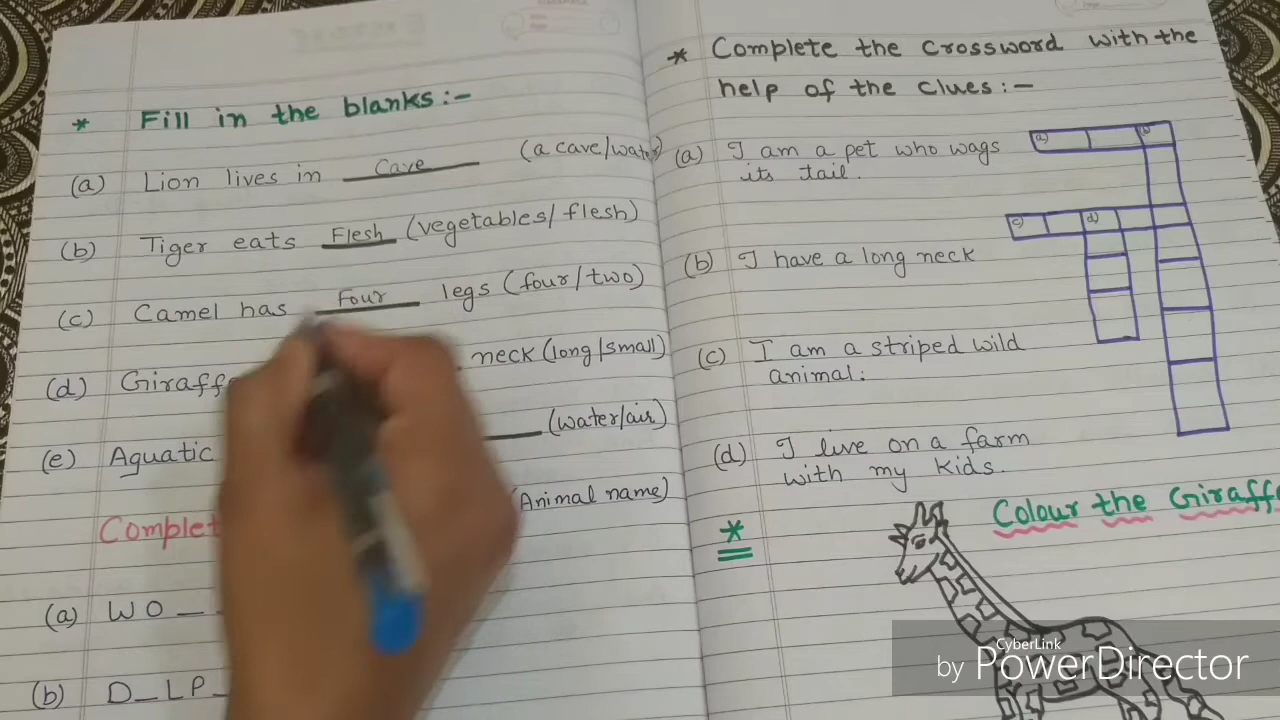 * Fill in the blanks:-
(a) Lion lives in Cave (a cave/water)
(b) Tiger eats Flesh (vegetables/flesh)
(c) Camel has Four legs (four/two)
(d) Giraffe neck (long/small)
(e) Aquatic (water/air)
Complet (Animal name)
(a) W O _
(b) D _ L P _
* Complete the crossword with the
help of the clues:-
(a) I am a pet who wags
its tail.
(b) I have a long neck
(c) I am a striped wild
animal.
(d) I live on a farm
with my kids.
* Colour the Giraffe
a) b)
c) d)
CyberLink
by PowerDirector